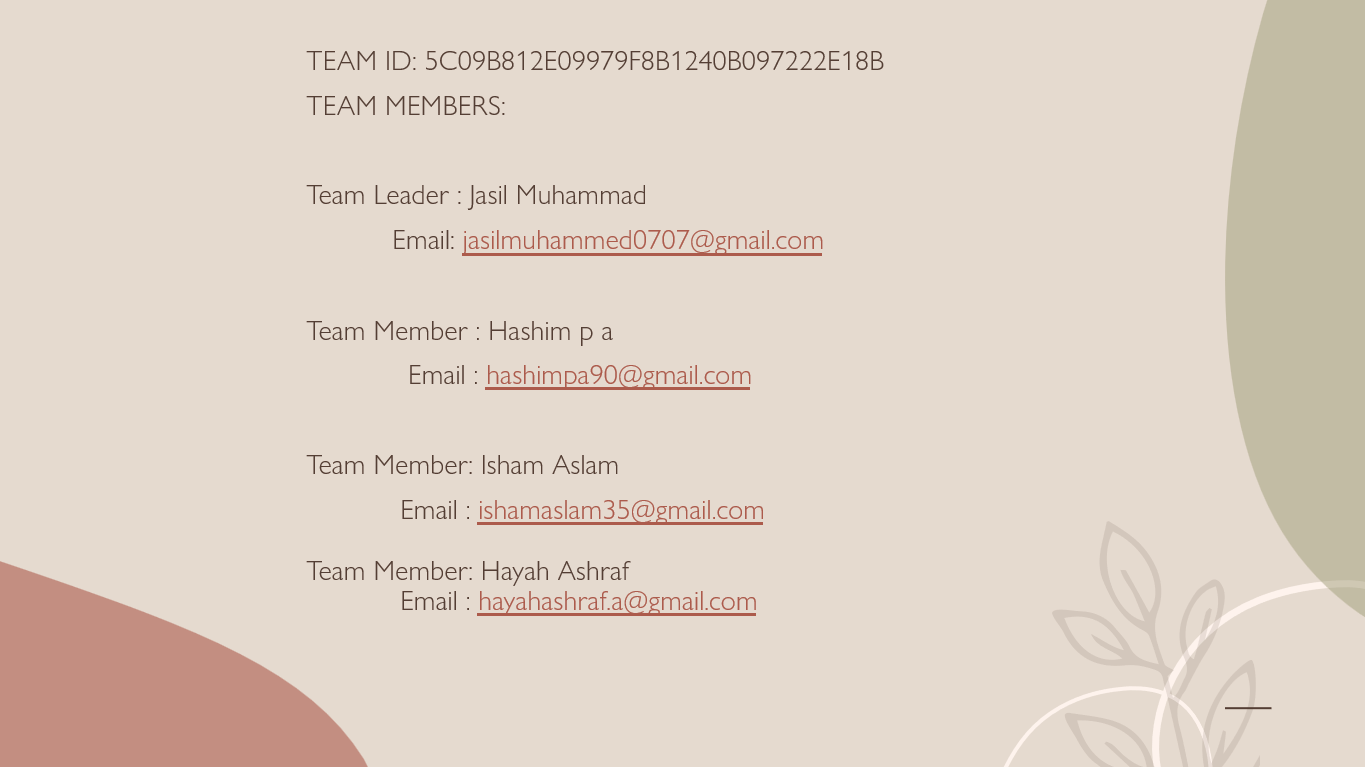 TEAM ID: 5C09B812E09979F8B1240B097222E18B
TEAM MEMBERS:
Team Leader : Jasil Muhammad
Email: jasilmuhammed0707@gmail.com
Team Member : Hashim p a
Email : hashimpa90@gmail.com
Team Member: Isham Aslam
Email : ishamaslam35@gmail.com
Team Member: Hayah Ashraf
Email : hayahashraf.a@gmail.com